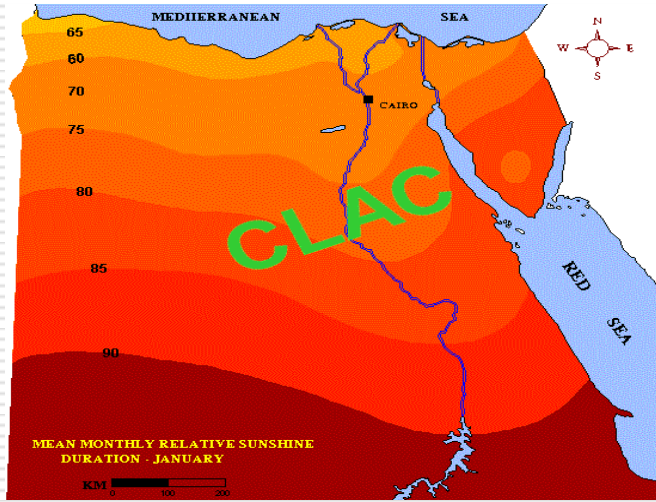 MEDIIERRANEAN SEA
65
60
70
75
80
85
90
N
W E
S
CAIRO
CLAC
RED
SEA
MEAN MONTHLY RELATIVE SUNSHINE
DURATION - JANUARY
KM 0 100 200